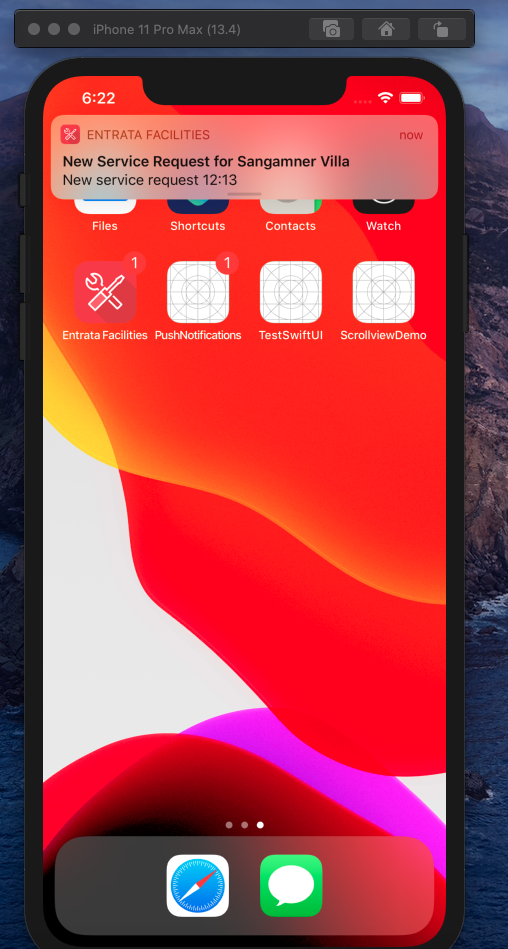 iPhone 11 Pro Max (13.4)
6:22
ENTRATA FACILITIES now
New Service Request for Sangamner Villa
New service request 12:13
Files Shortcuts Contacts Watch
1 1
Entrata Facilities PushNotifications TestSwiftUI ScrollviewDemo